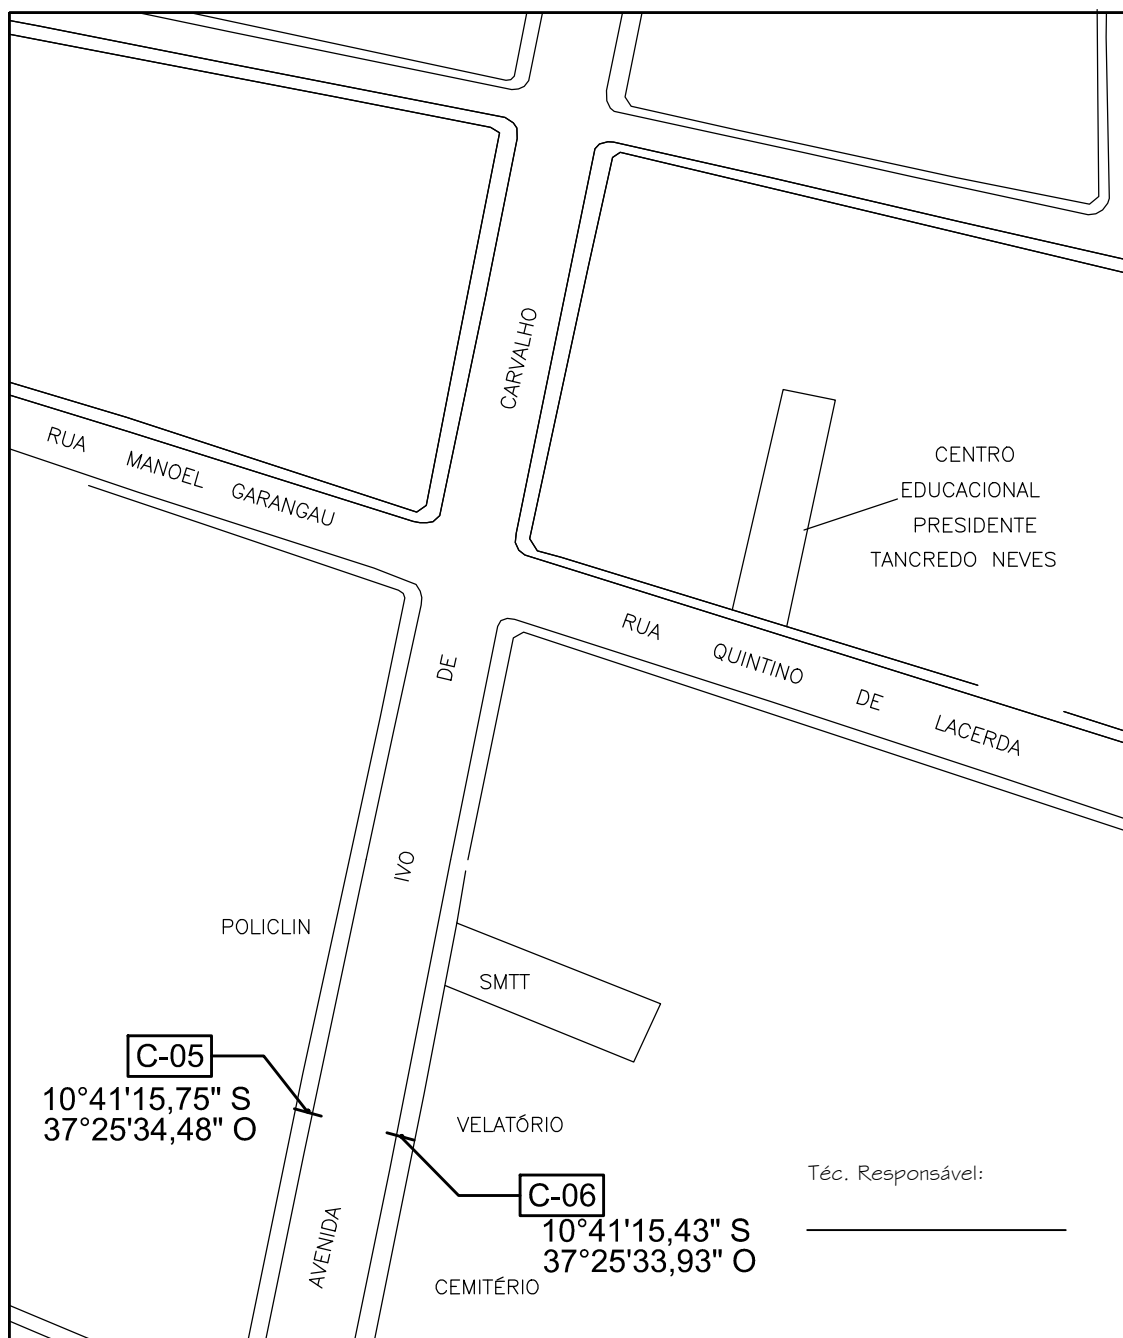 CARVALHO
RUA MANOEL GARANGAU
CENTRO
EDUCACIONAL
PRESIDENTE
TANCREDO NEVES
RUA QUINTINO DE LACERDA
DE
IVO
POLICLIN
SMTT
C-05
10°41'15,75" S
37°25'34,48" O
VELATÓRIO
Téc. Responsável:
C-06
10°41'15,43" S
37°25'33,93" O
AVENIDA
CEMITÉRIO